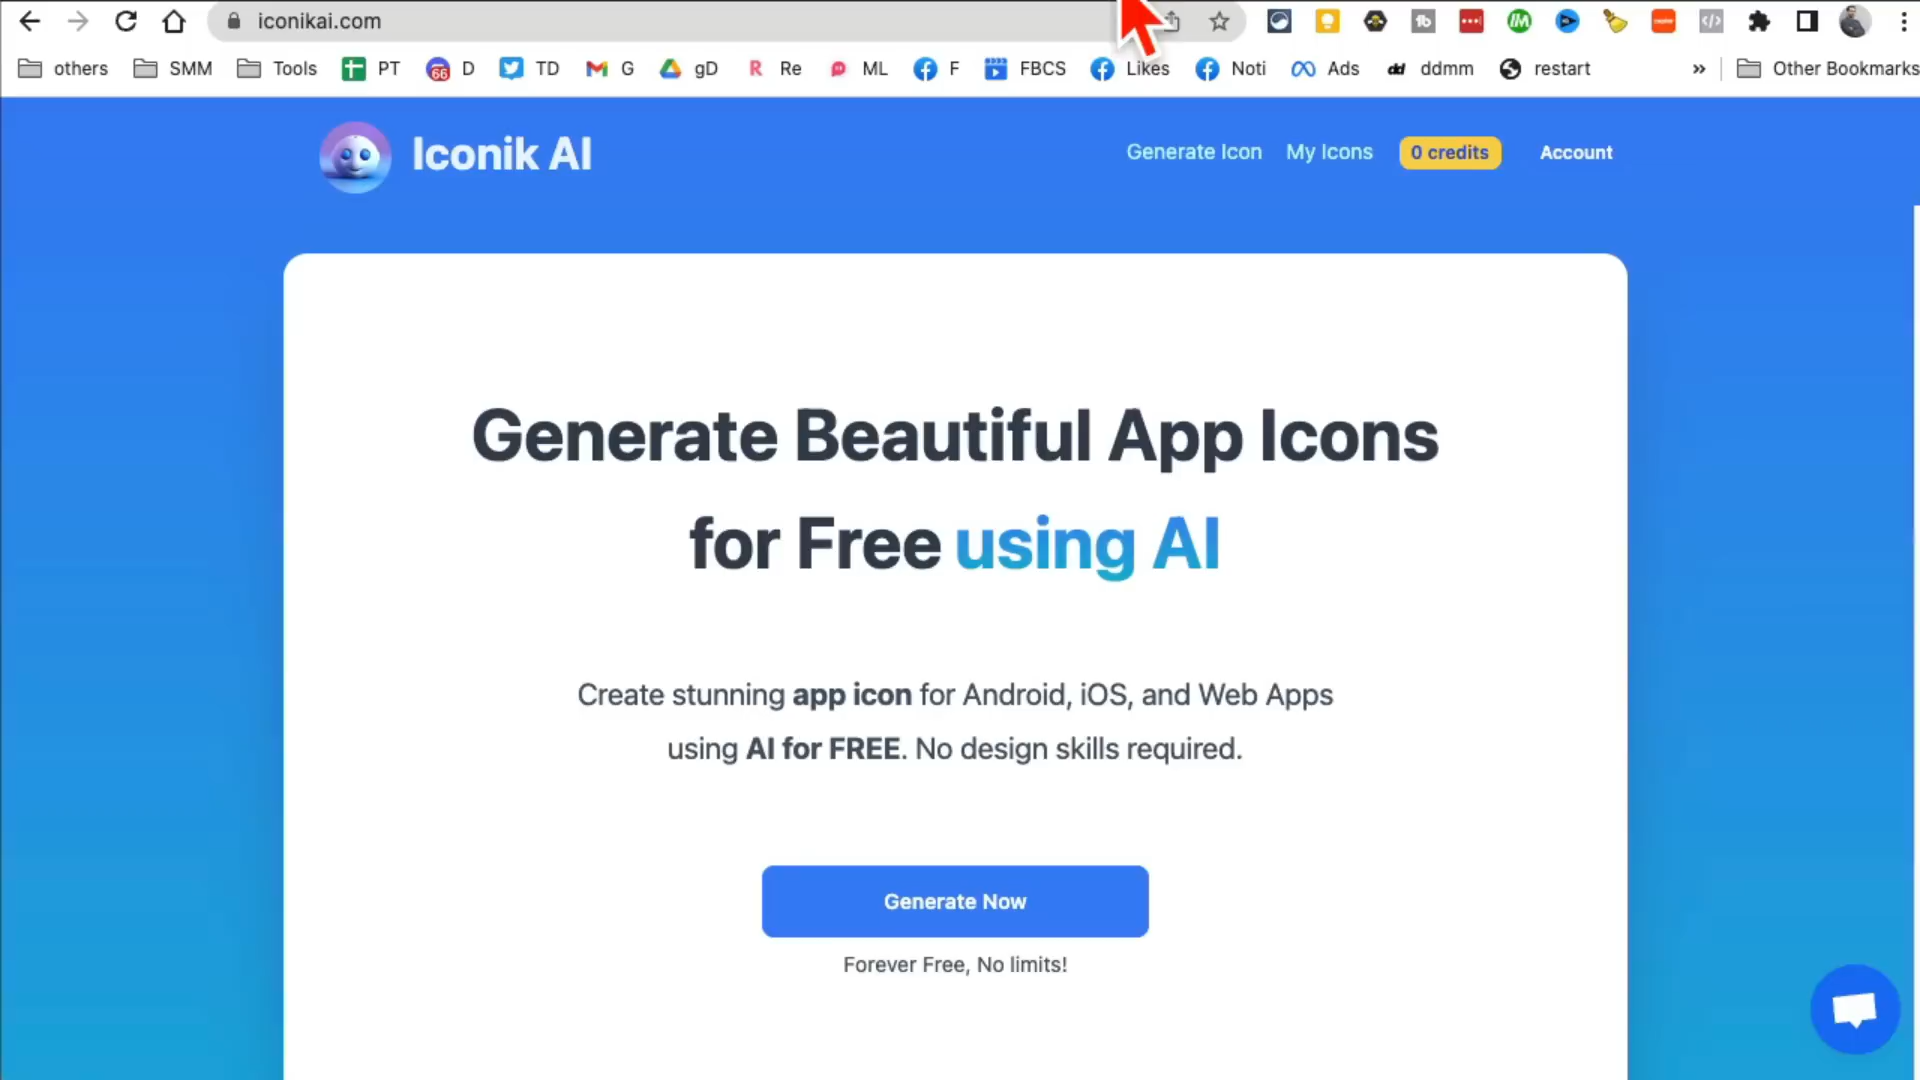 iconikai.com
others SMM Tools PT 66 D TD G gD R Re ML F FBCS Likes Noti Ads dd ddmm restart » Other Bookmarks
Iconik AI
Generate Icon My Icons 0 credits Account
Generate Beautiful App Icons
for Free using AI
Create stunning app icon for Android, iOS, and Web Apps
using AI for FREE. No design skills required.
Generate Now
Forever Free, No limits!